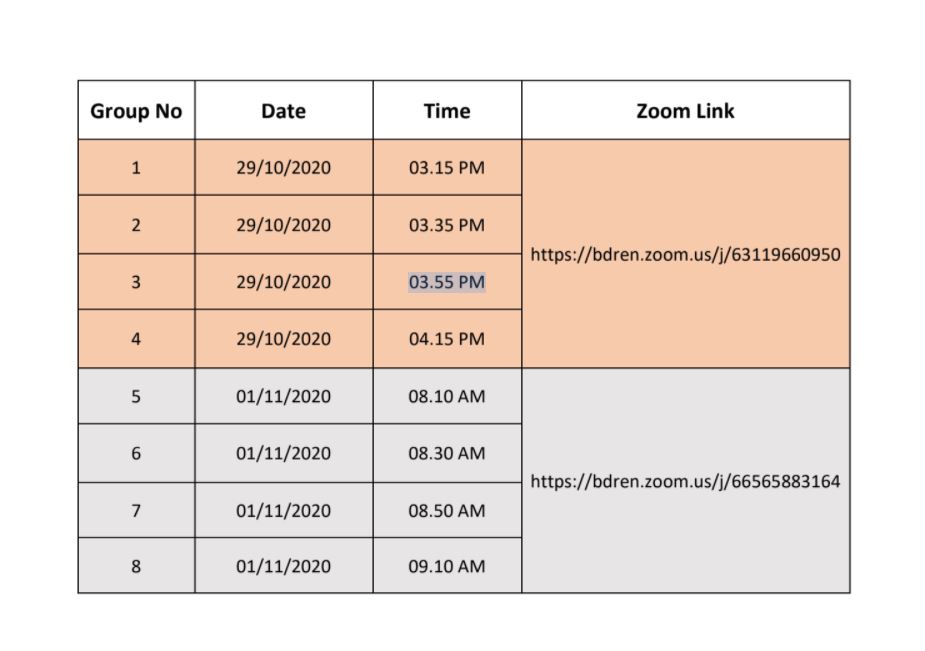 Group No Date Time Zoom Link
1 29/10/2020 03.15 PM
2 29/10/2020 03.35 PM
https://bdren.zoom.us/j/63119660950
3 29/10/2020 03.55 PM
4 29/10/2020 04.15 PM
5 01/11/2020 08.10 AM
6 01/11/2020 08.30 AM
https://bdren.zoom.us/j/66565883164
7 01/11/2020 08.50 AM
8 01/11/2020 09.10 AM